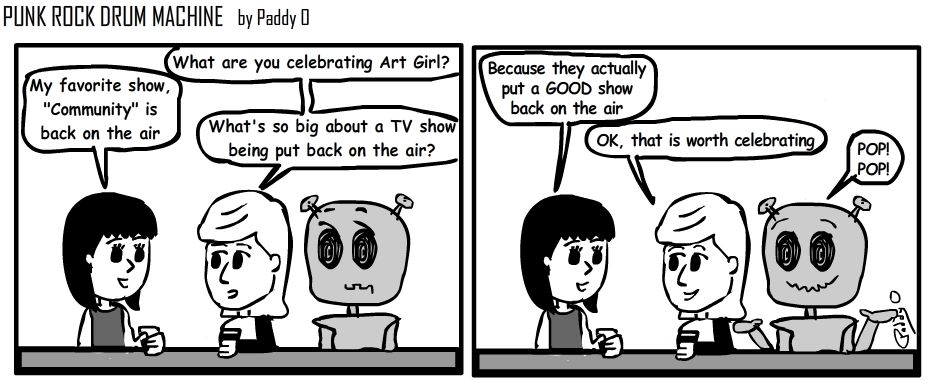 PUNK ROCK DRUM MACHINE by Paddy O
What are you celebrating Art Girl?
My favorite show,
"Community" is
back on the air
What's so big about a TV show
being put back on the air?
Because they actually
put a GOOD show
back on the air
OK, that is worth celebrating
POP!
POP!